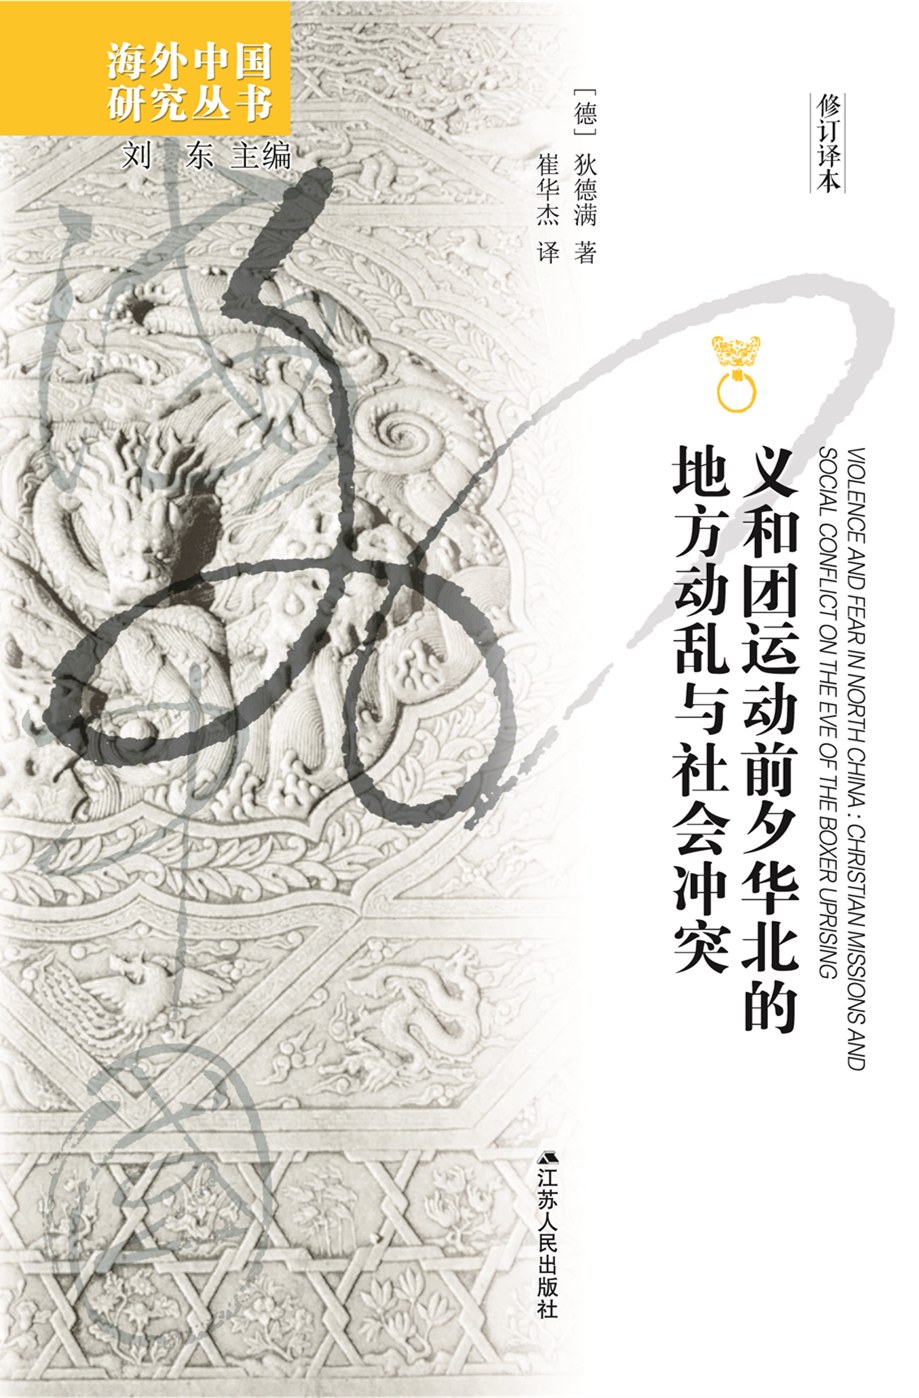 海外中国
研究丛书
刘 东 主编
修订译本
［德］ 狄德满 著
崔华杰 译
VIOLENCE AND FEAR IN NORTH CHINA : CHRISTIAN MISSIONS AND
SOCIAL CONFLICT ON THE EVE OF THE BOXER UPRISING
义和团运动前夕华北的
地方动乱与社会冲突
江苏人民出版社